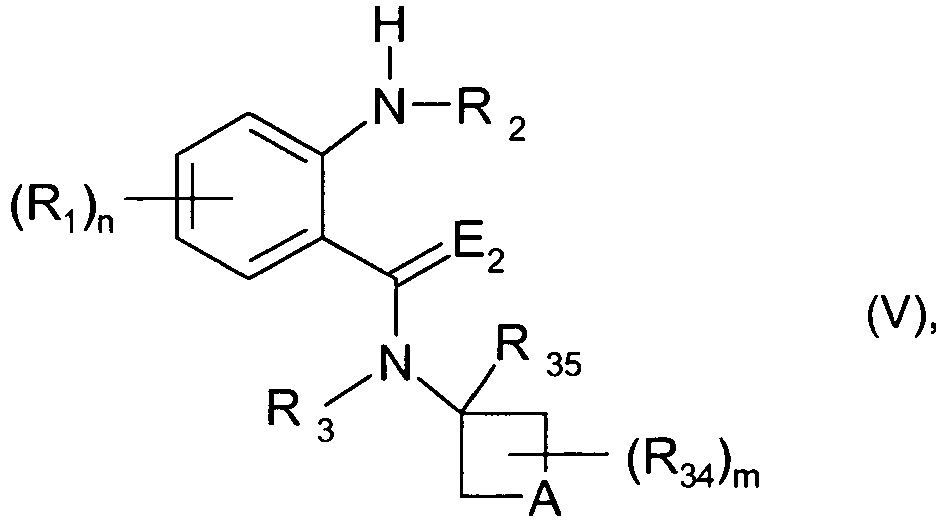 H
N–R₂
(R₁)ₙ
E₂
(V),
R₃₅
N
R₃
(R₃₄)ₘ
A